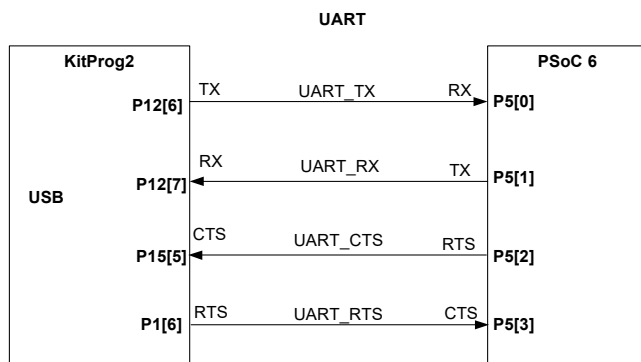 UART
KitProg2 PSoC 6
P12[6] TX UART_TX RX P5[0]
P12[7] RX UART_RX TX P5[1]
USB
P15[5] CTS UART_CTS RTS P5[2]
P1[6] RTS UART_RTS CTS P5[3]